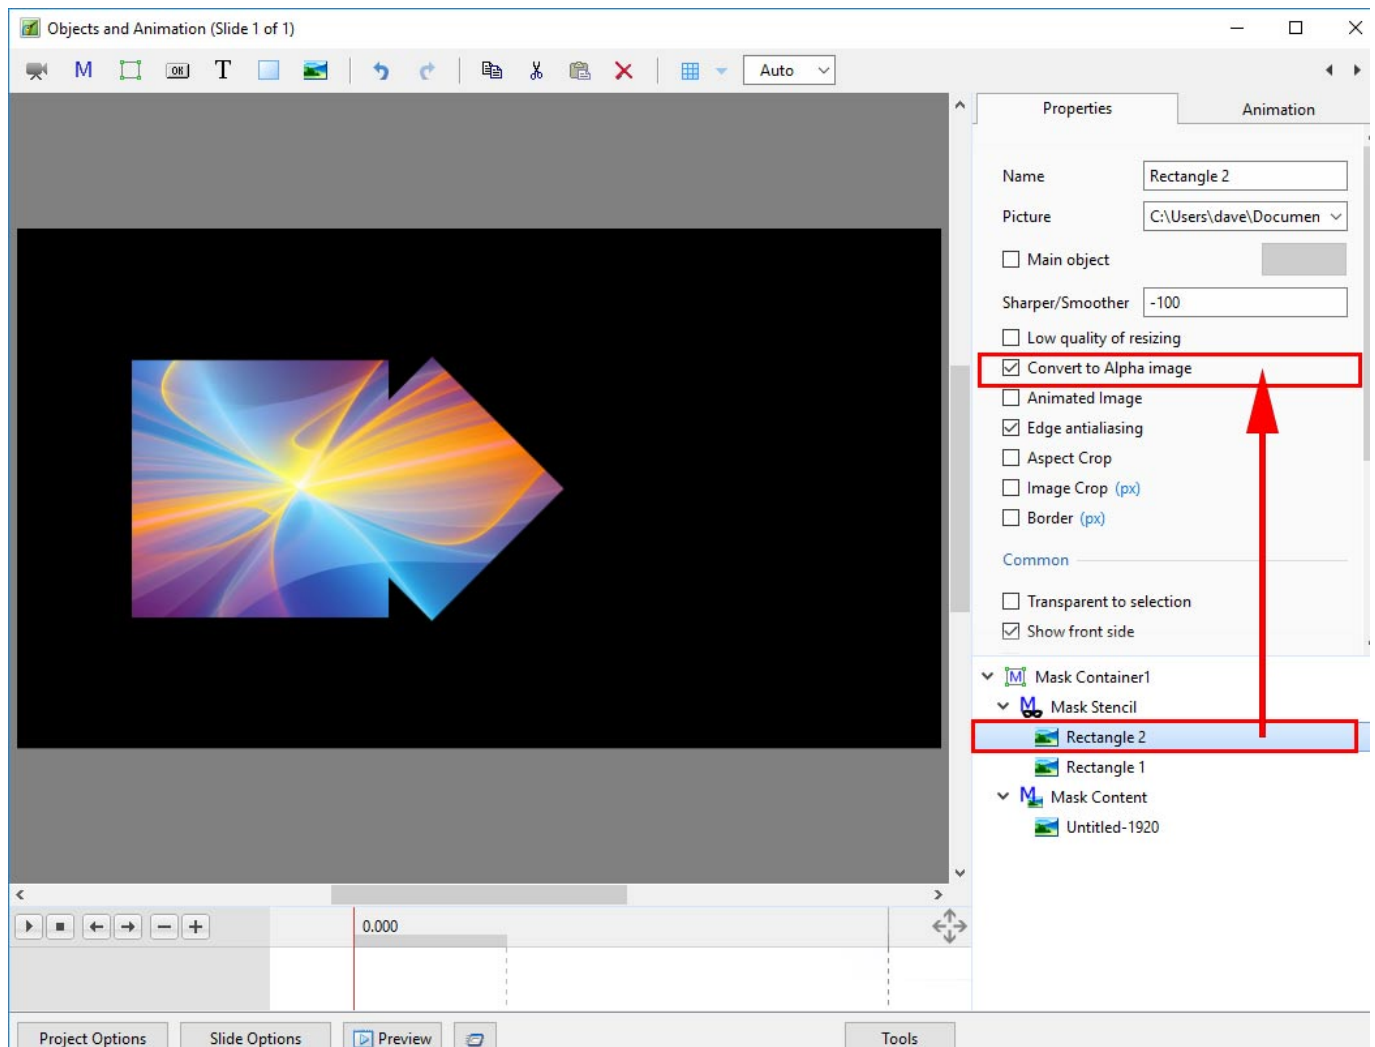 Objects and Animation (Slide 1 of 1)
M OK T Auto
Properties Animation
Name Rectangle 2
Picture C:\Users\dave\Documen
Main object
Sharper/Smoother -100
Low quality of resizing
Convert to Alpha image
Animated Image
Edge antialiasing
Aspect Crop
Image Crop (px)
Border (px)
Common
Transparent to selection
Show front side
M Mask Container1
M Mask Stencil
Rectangle 2
Rectangle 1
M Mask Content
Untitled-1920
0.000
Project Options Slide Options Preview Tools